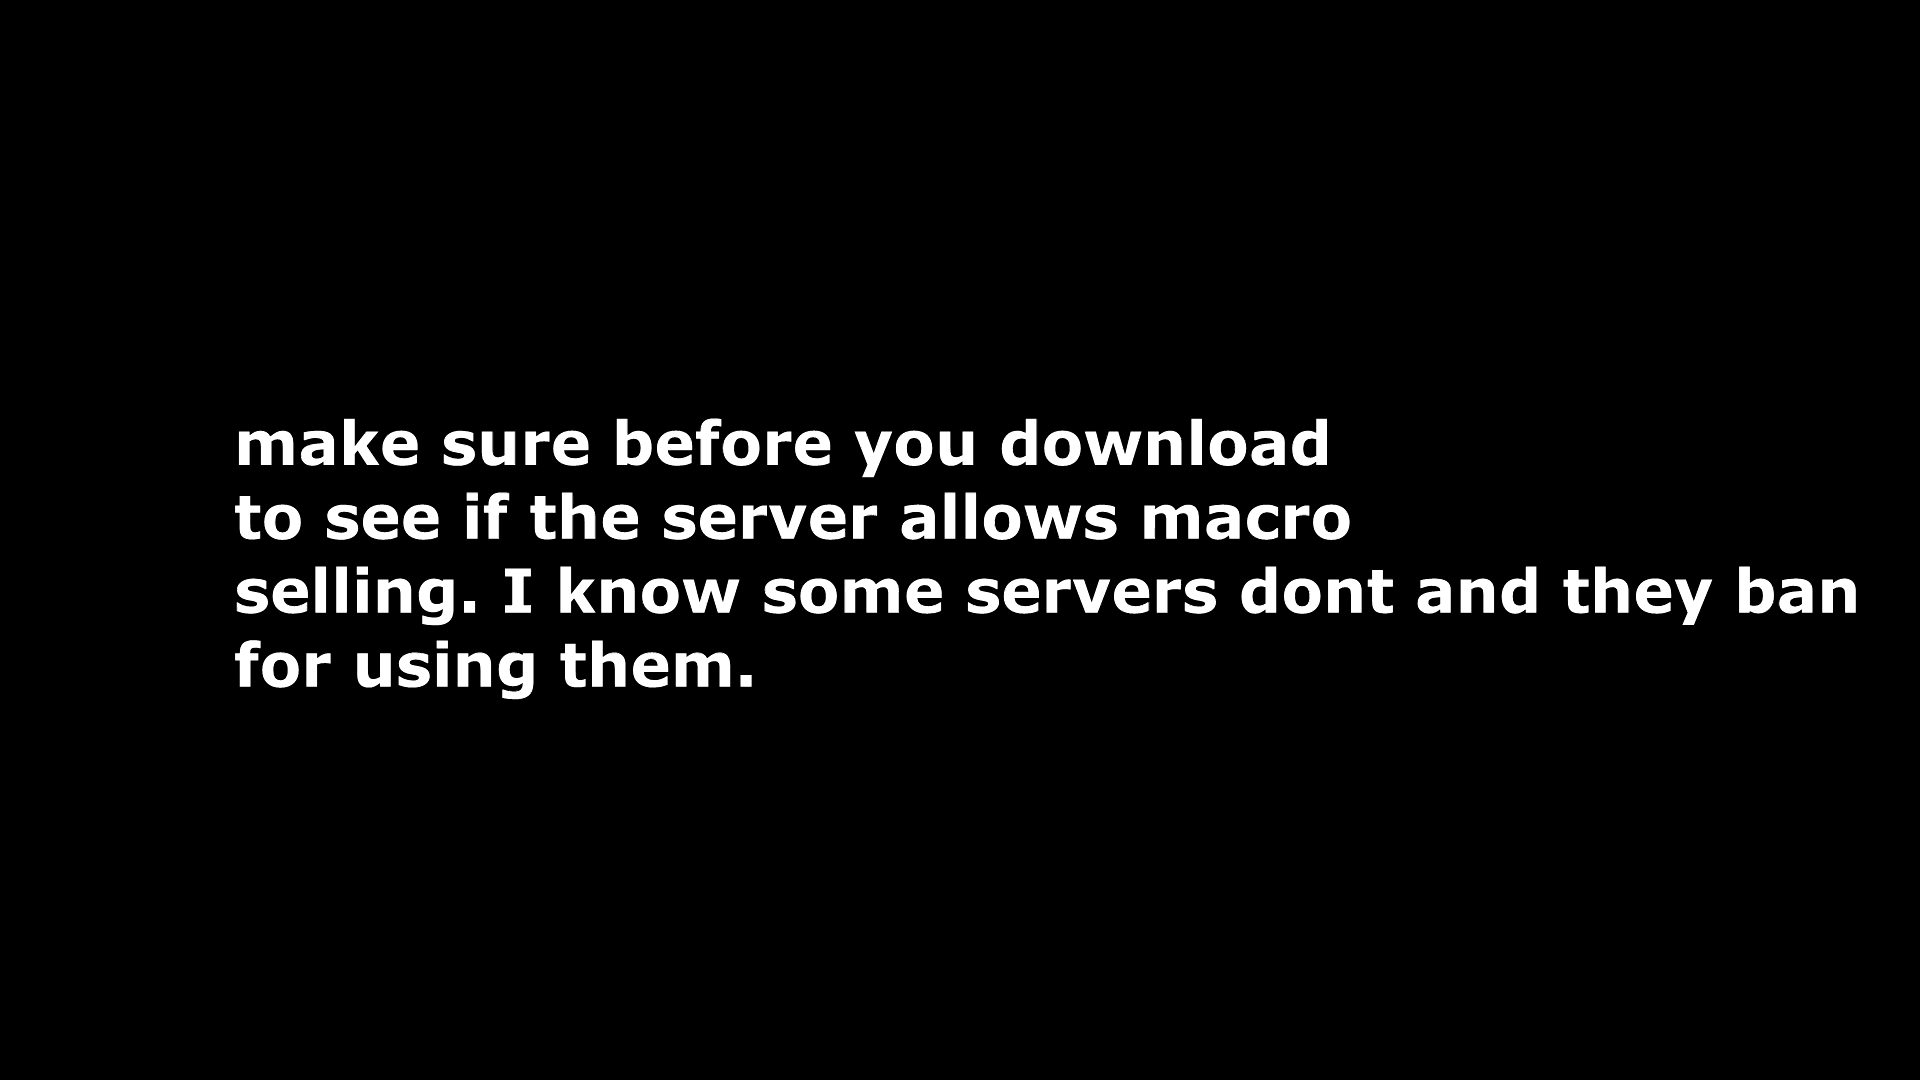 make sure before you download
to see if the server allows macro
selling. I know some servers dont and they ban
for using them.